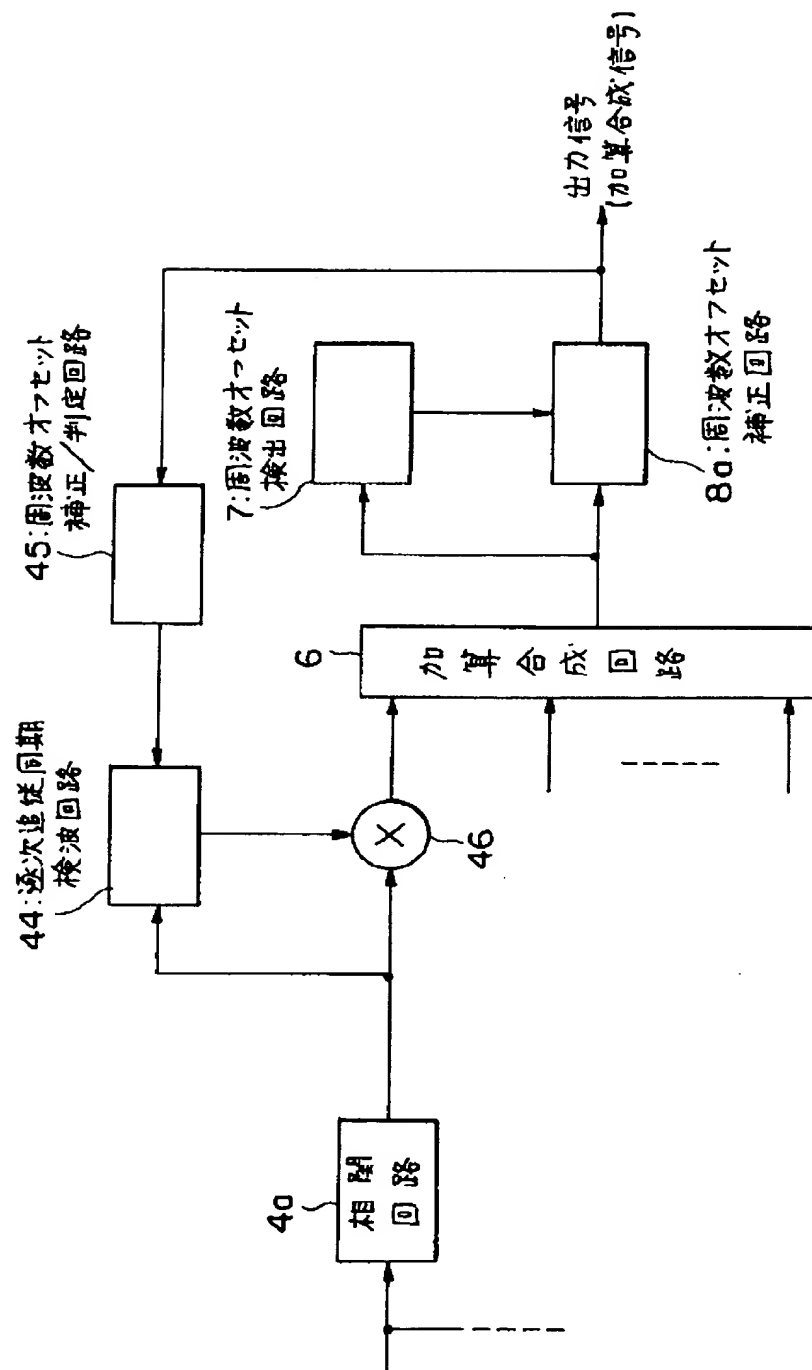 45:周波数オフセット
補正/判定回路
44:逐次追従同期
検波回路
7:周波数オフセット
検出回路
出力信号
(加算合成信号)
6
加算合成回路
8a:周波数オフセット
補正回路
46
4a
相関
回路